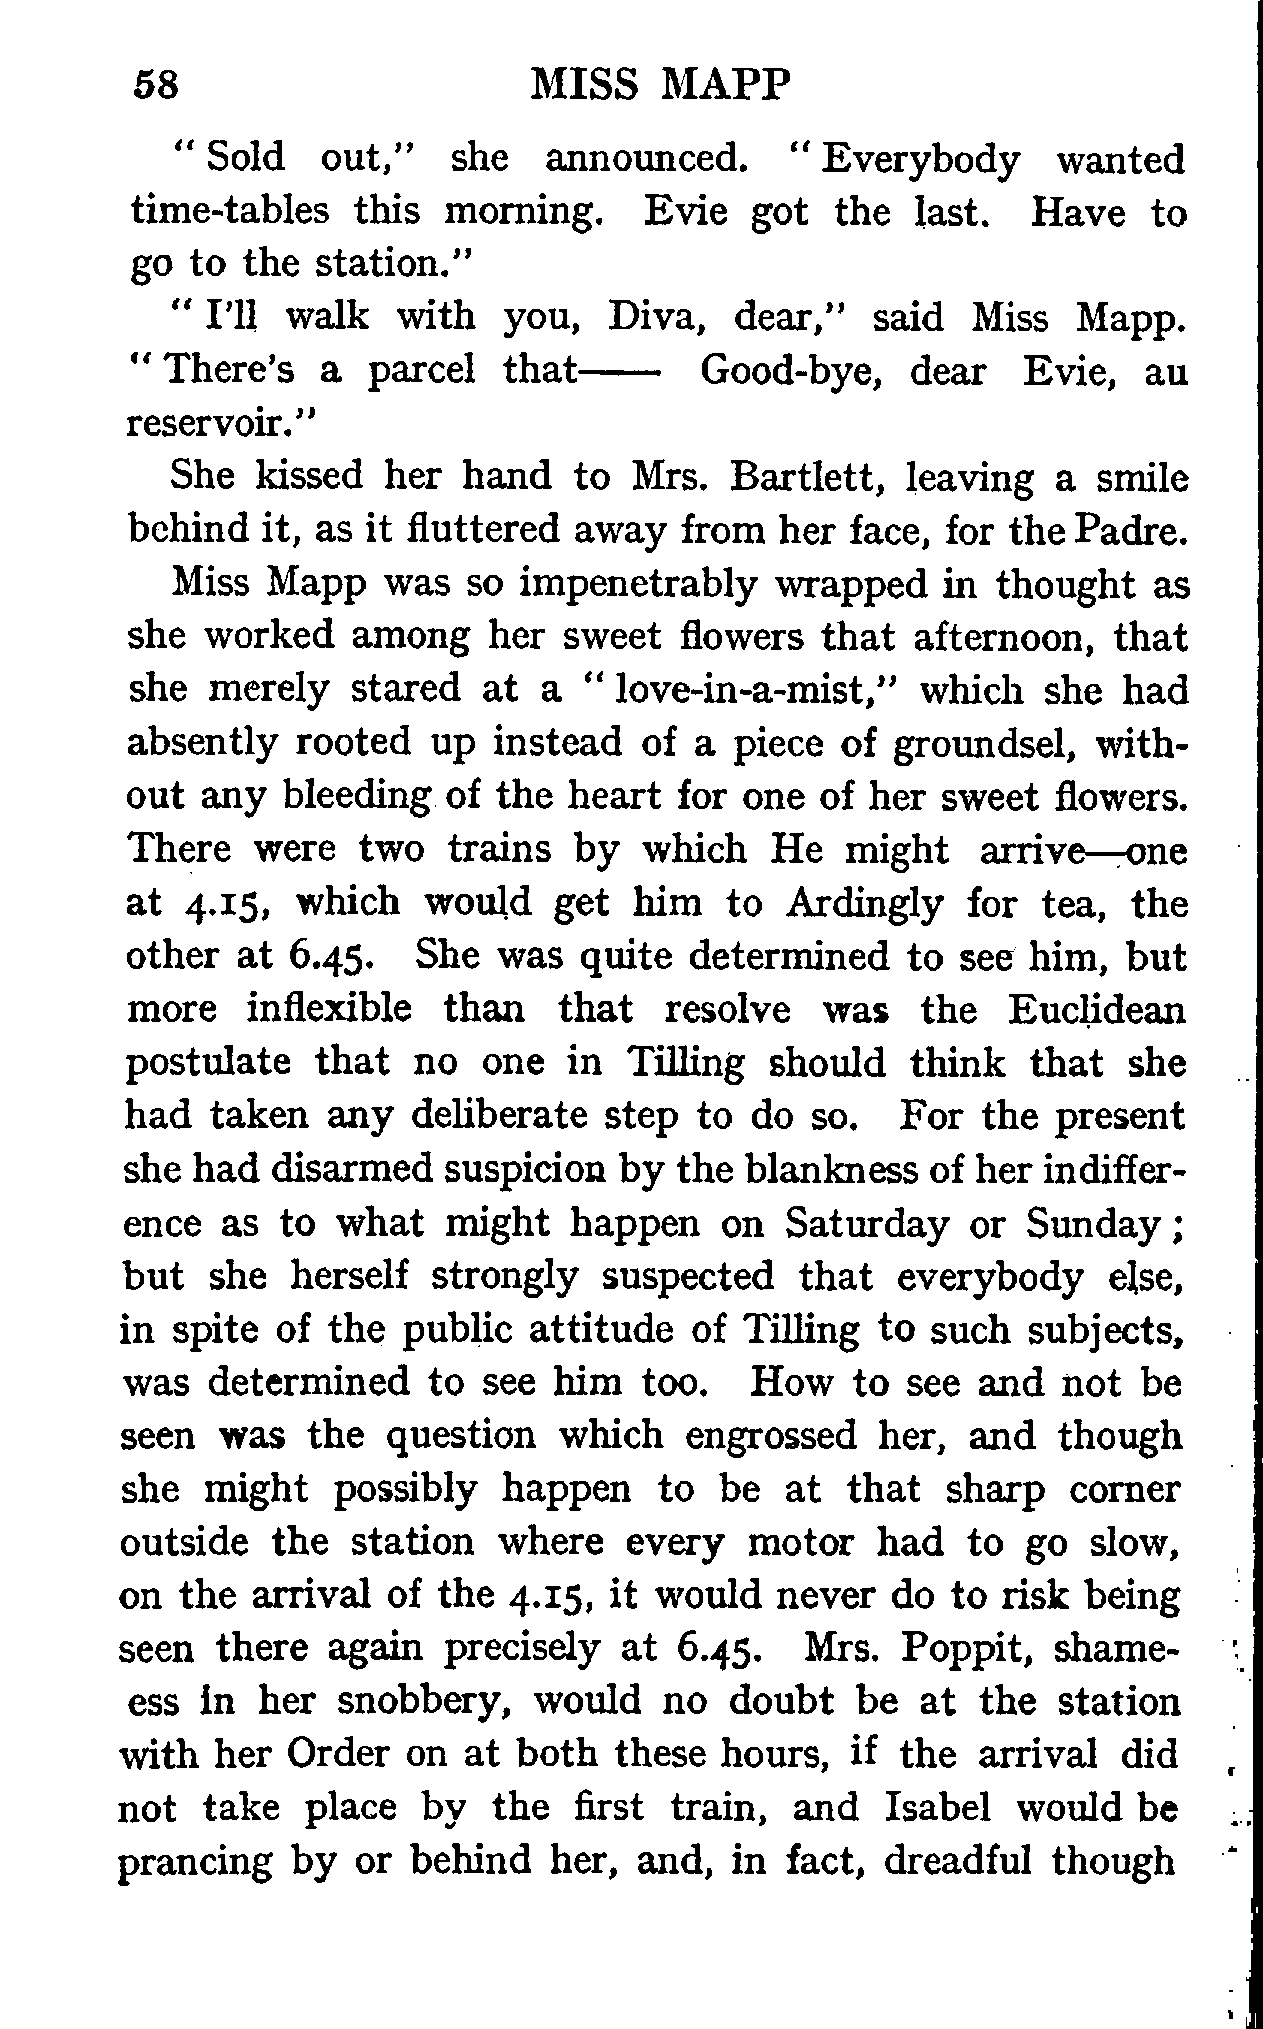 58 MISS MAPP
“ Sold out,” she announced. “ Everybody wanted
time-tables this morning. Evie got the last. Have to
go to the station.”
“ I’ll walk with you, Diva, dear,” said Miss Mapp.
“ There’s a parcel that—— Good-bye, dear Evie, au
reservoir.”
She kissed her hand to Mrs. Bartlett, leaving a smile
behind it, as it fluttered away from her face, for the Padre.
Miss Mapp was so impenetrably wrapped in thought as
she worked among her sweet flowers that afternoon, that
she merely stared at a “ love-in-a-mist,” which she had
absently rooted up instead of a piece of groundsel, with-
out any bleeding of the heart for one of her sweet flowers.
There were two trains by which He might arrive—one
at 4.15, which would get him to Ardingly for tea, the
other at 6.45. She was quite determined to see him, but
more inflexible than that resolve was the Euclidean
postulate that no one in Tilling should think that she
had taken any deliberate step to do so. For the present
she had disarmed suspicion by the blankness of her indiffer-
ence as to what might happen on Saturday or Sunday ;
but she herself strongly suspected that everybody else,
in spite of the public attitude of Tilling to such subjects,
was determined to see him too. How to see and not be
seen was the question which engrossed her, and though
she might possibly happen to be at that sharp corner
outside the station where every motor had to go slow,
on the arrival of the 4.15, it would never do to risk being
seen there again precisely at 6.45. Mrs. Poppit, shame-
ess in her snobbery, would no doubt be at the station
with her Order on at both these hours, if the arrival did
not take place by the first train, and Isabel would be
prancing by or behind her, and, in fact, dreadful though